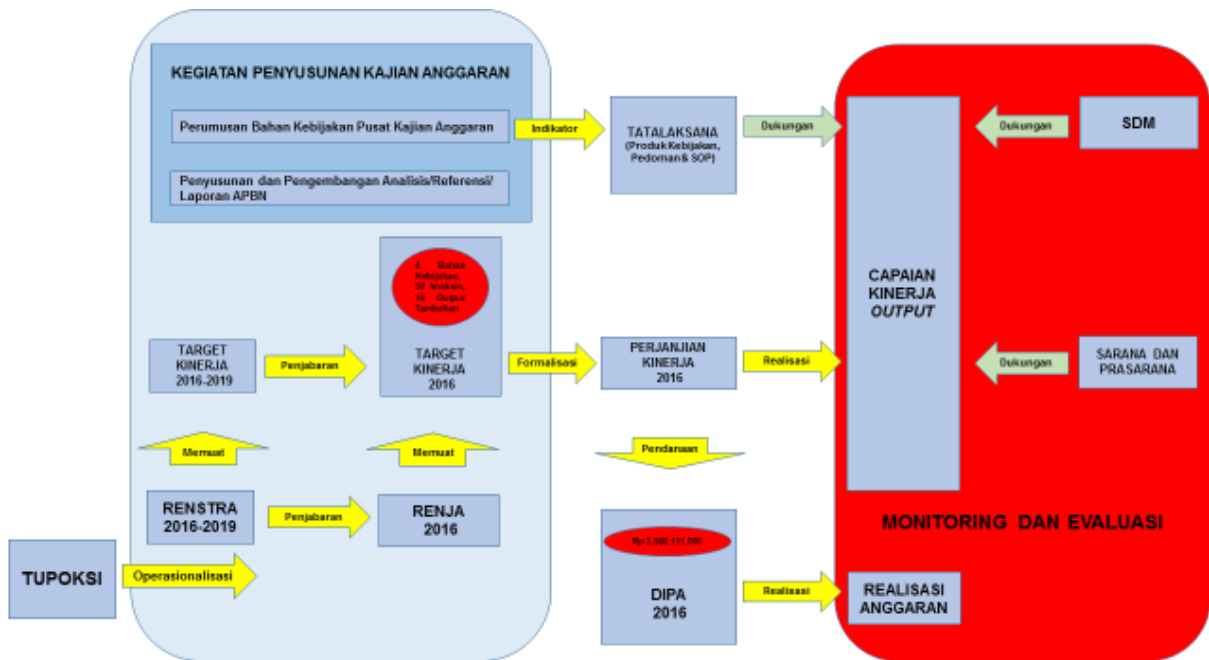 KEGIATAN PENYUSUNAN KAJIAN ANGGARAN
Perumusan Bahan Kebijakan Pusat Kajian Anggaran
Penyusunan dan Pengembangan Analisis/Referensi/
Laporan APBN
Indikator
TATALAKSANA
(Produk Kebijakan,
Pedoman & SOP)
Dukungan
Dukungan
SDM
4 Bahan
Kebijakan,
Analisis,
Output
Tambahan
TARGET
KINERJA
2016-2019
Penjabaran
TARGET
KINERJA
2016
Formalisasi
PERJANJIAN
KINERJA
2016
Realisasi
CAPAIAN
KINERJA
OUTPUT
Dukungan
SARANA DAN
PRASARANA
Memuat
Memuat
Pendanaan
RENSTRA
2016-2019
Penjabaran
RENJA
2016
MONITORING DAN EVALUASI
TUPOKSI
Operasionalisasi
Rp
DIPA
2016
Realisasi
REALISASI
ANGGARAN